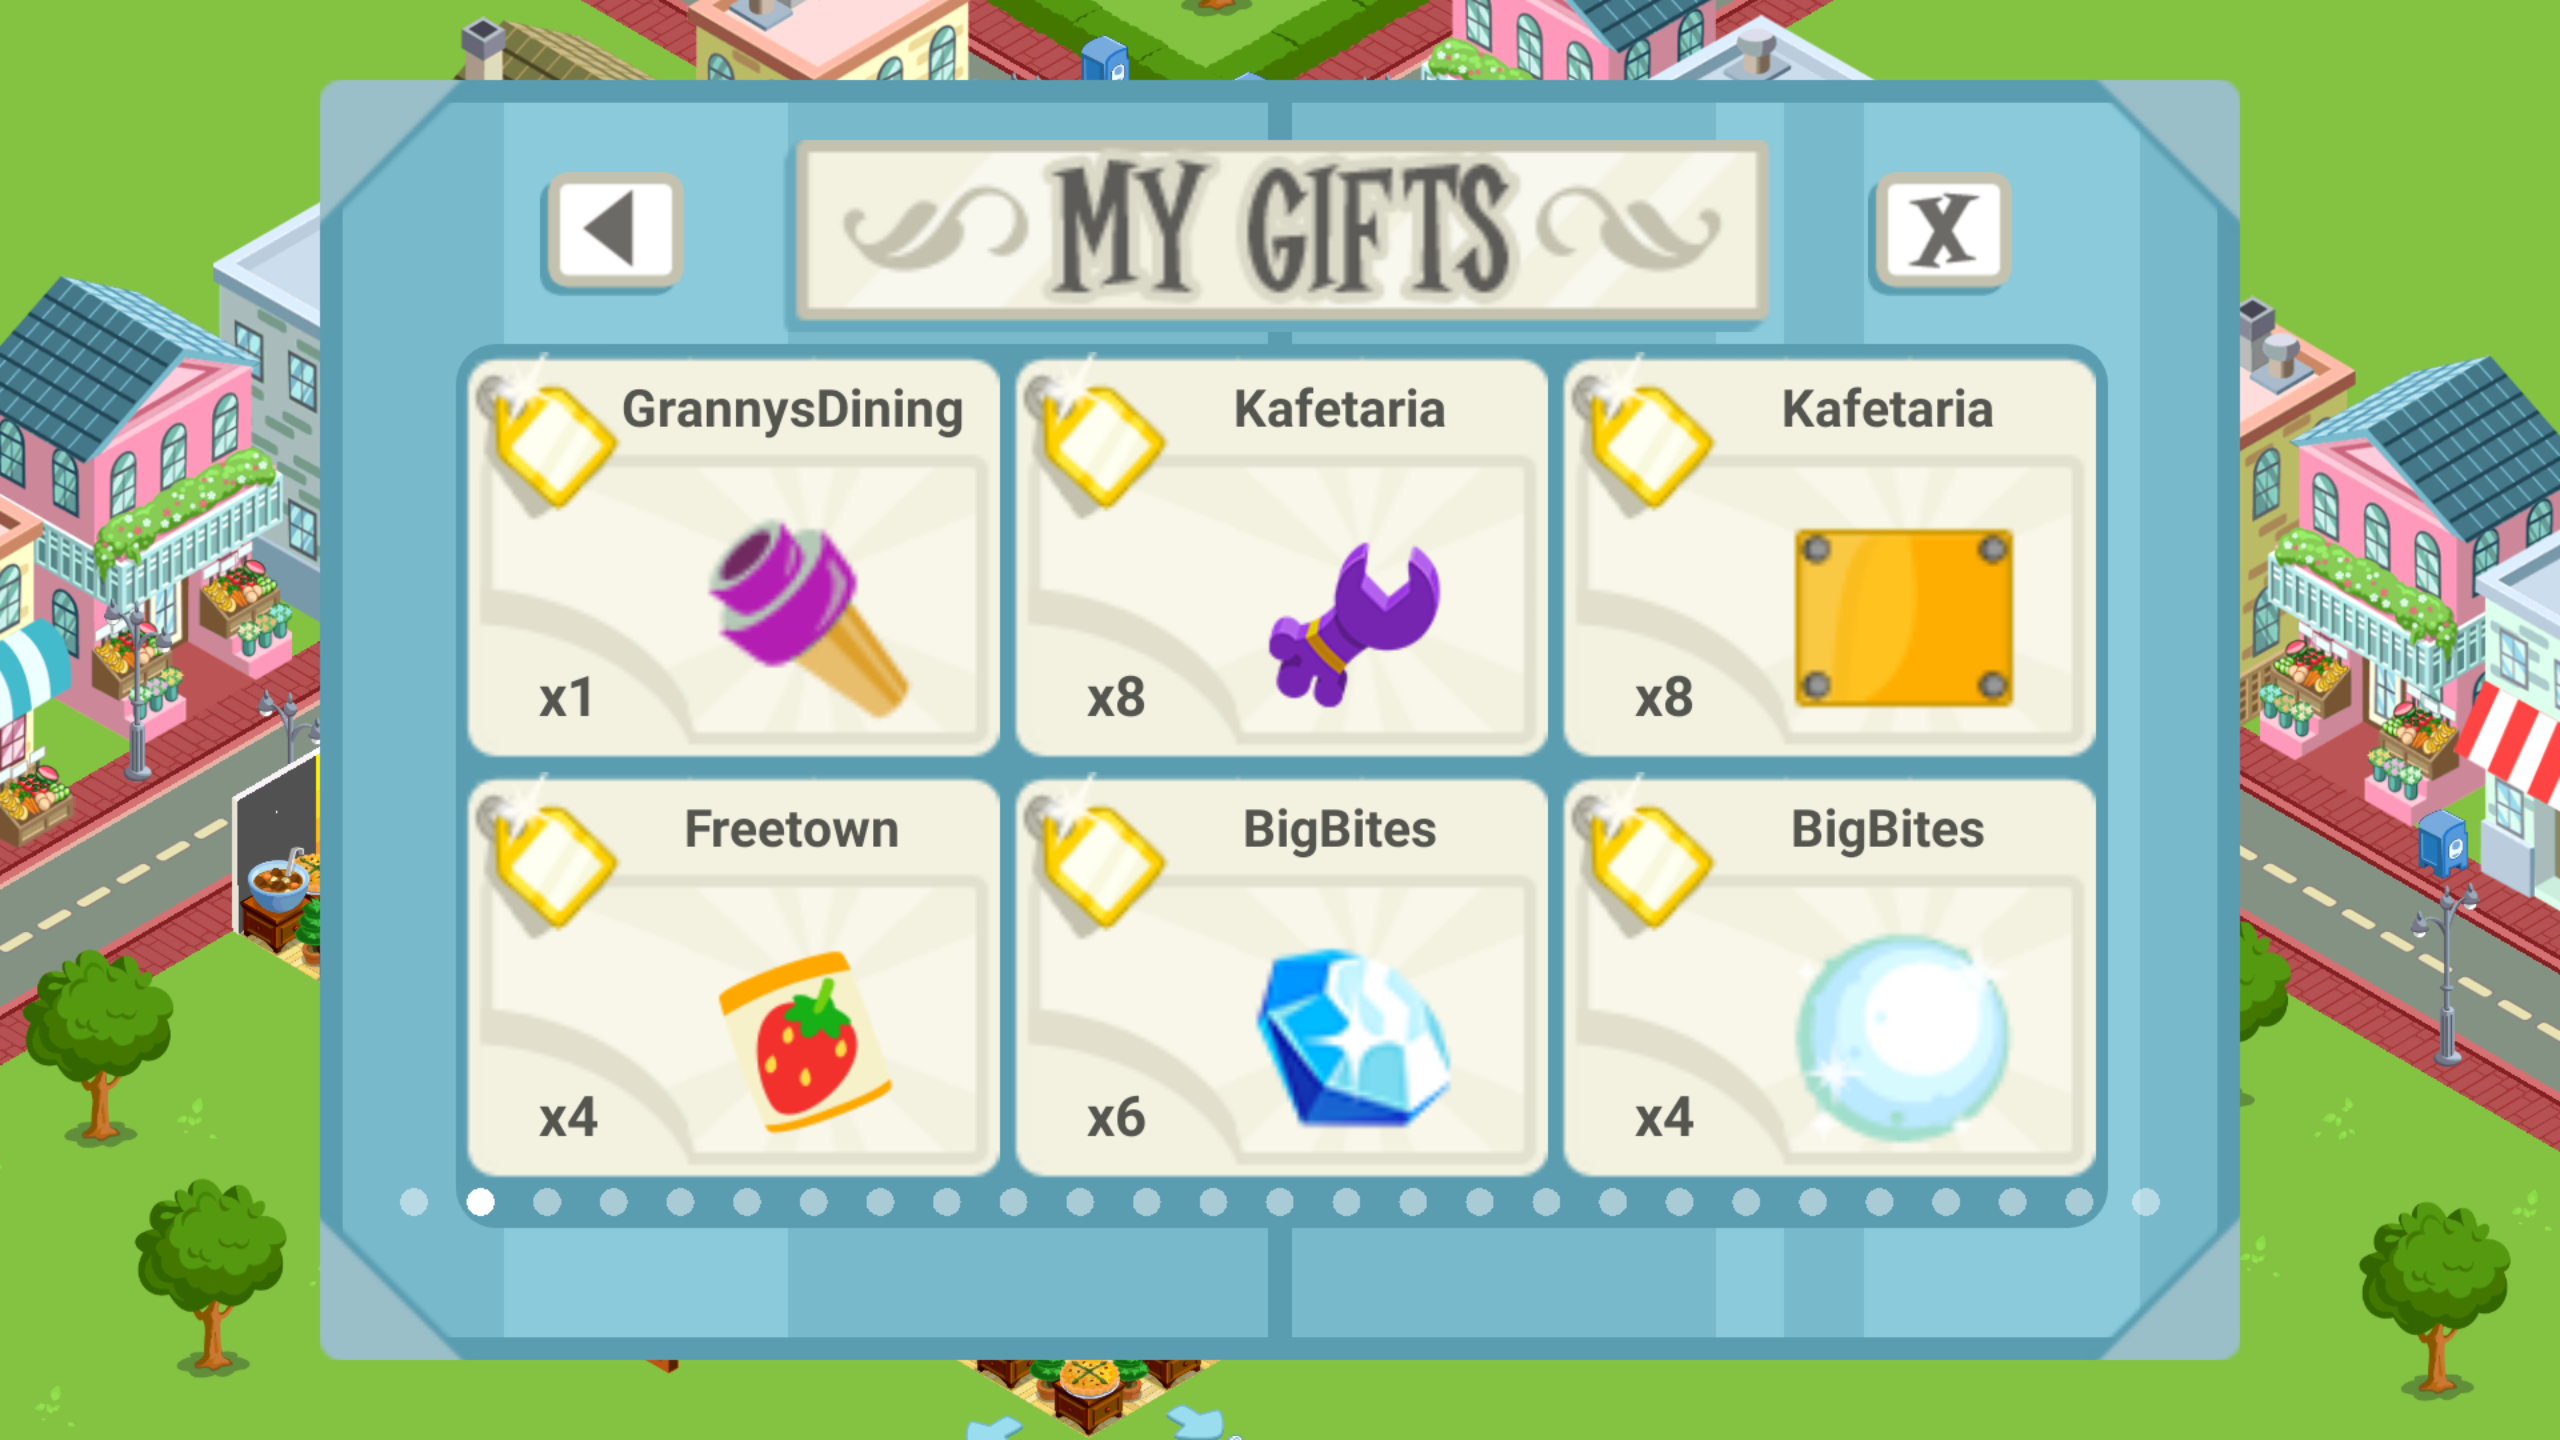 MY GIFTS
X
GrannysDining
x1
Kafetaria
x8
Kafetaria
x8
Freetown
x4
BigBites
x6
BigBites
x4